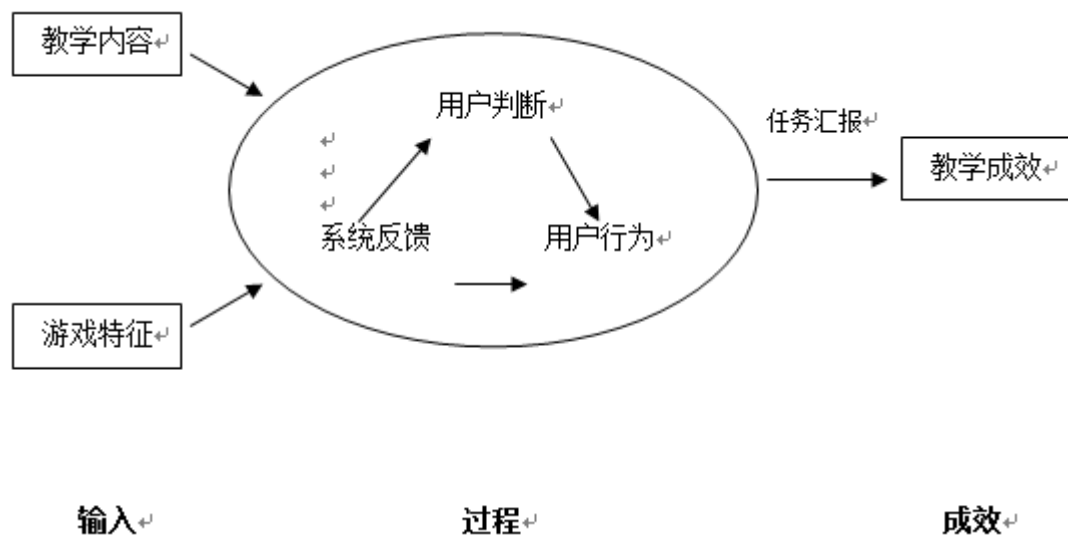 教学内容
用户判断
任务汇报
教学成效
系统反馈
用户行为
游戏特征
输入
过程
成效